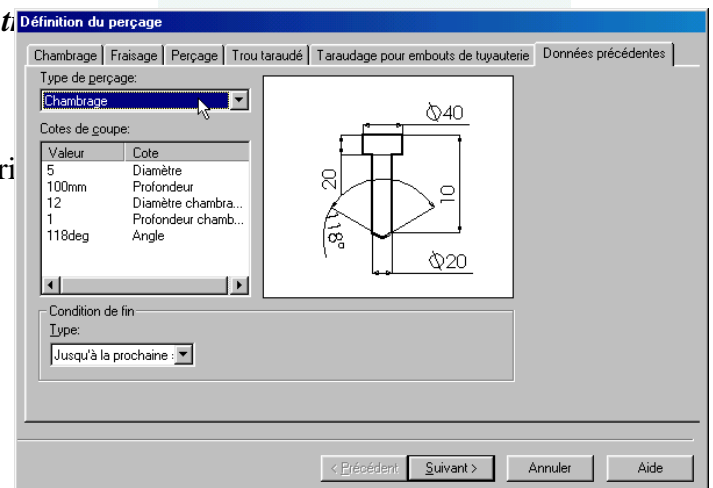 Définition du perçage
Chambrage Fraisage Perçage Trou taraudé Taraudage pour embouts de tuyauterie Données précédentes
Type de perçage:
Chambrage
Cotes de coupe:
Valeur Cote
5 Diamètre
100mm Profondeur
12 Diamètre chambra...
1 Profondeur chamb...
118deg Angle
Ø40
20
10
118°
Ø20
Condition de fin
Type:
Jusqu'à la prochaine
< Précédent Suivant > Annuler Aide